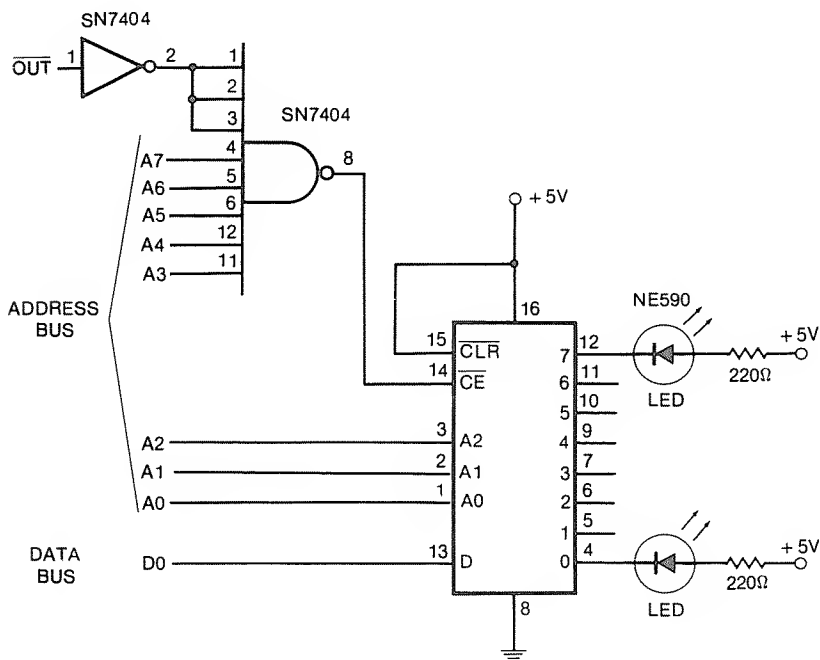 SN7404
OUT
1
2
1
2
3
SN7404
4
5
6
12
11
8
A7
A6
A5
A4
A3
ADDRESS
BUS
+5V
16
NE590
15
CLR
14
CE
3
A2
A2
2
A1
A1
1
A0
A0
DATA
BUS
D0
13
D
7
12
6
11
5
10
4
9
3
7
2
6
1
5
0
4
8
LED
220Ω
+5V
LED
220Ω
+5V